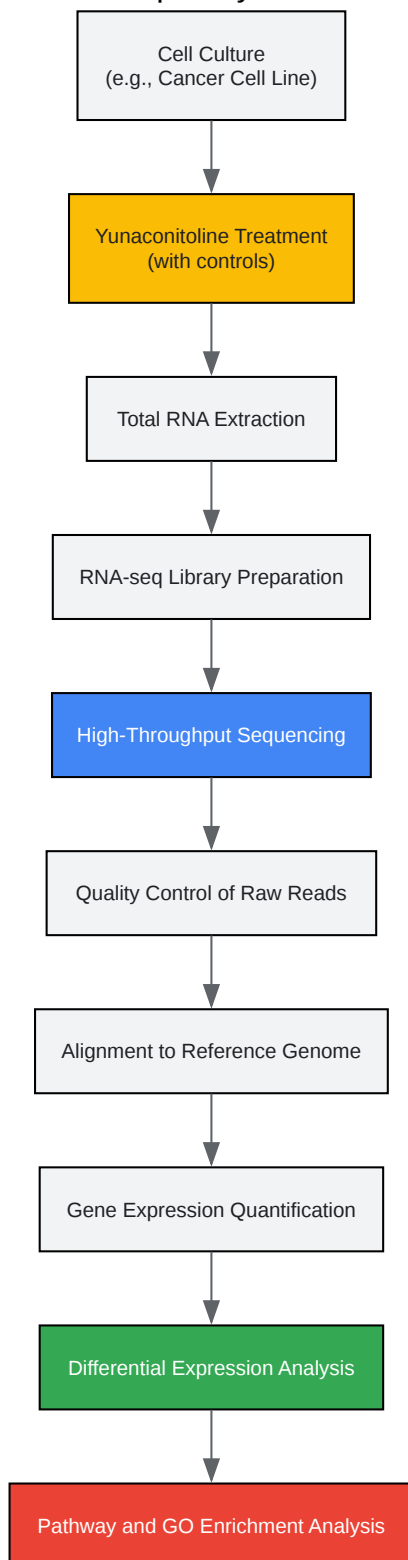 Cell Culture
(e.g., Cancer Cell Line)
Yunaconitoline Treatment
(with controls)
Total RNA Extraction
RNA-seq Library Preparation
High-Throughput Sequencing
Quality Control of Raw Reads
Alignment to Reference Genome
Gene Expression Quantification
Differential Expression Analysis
Pathway and GO Enrichment Analysis